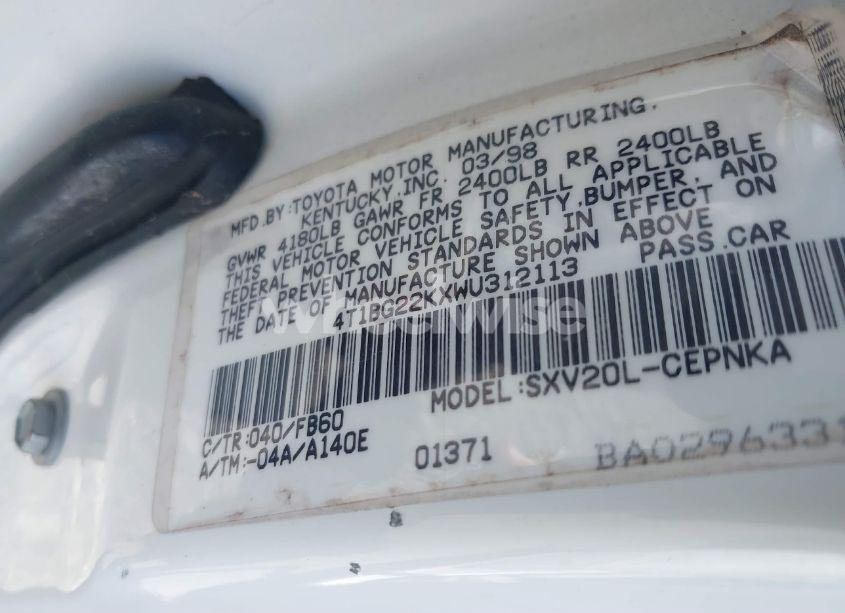 MFD.BY:TOYOTA MOTOR MANUFACTURING.
KENTUCKY,INC. 03/98
GVWR 4180LB GAWR FR 2400LB RR 2400LB
THIS VEHICLE CONFORMS TO ALL APPLICABLE
FEDERAL MOTOR VEHICLE SAFETY,BUMPER, AND
THEFT PREVENTION STANDARDS IN EFFECT ON
THE DATE OF MANUFACTURE SHOWN ABOVE
4T1BG22KXWU312113 PASS.CAR
C/TR:040/FB60 MODEL:SXV20L-CEPNKA
A/TM:-04A/A140E 01371 BA0296331